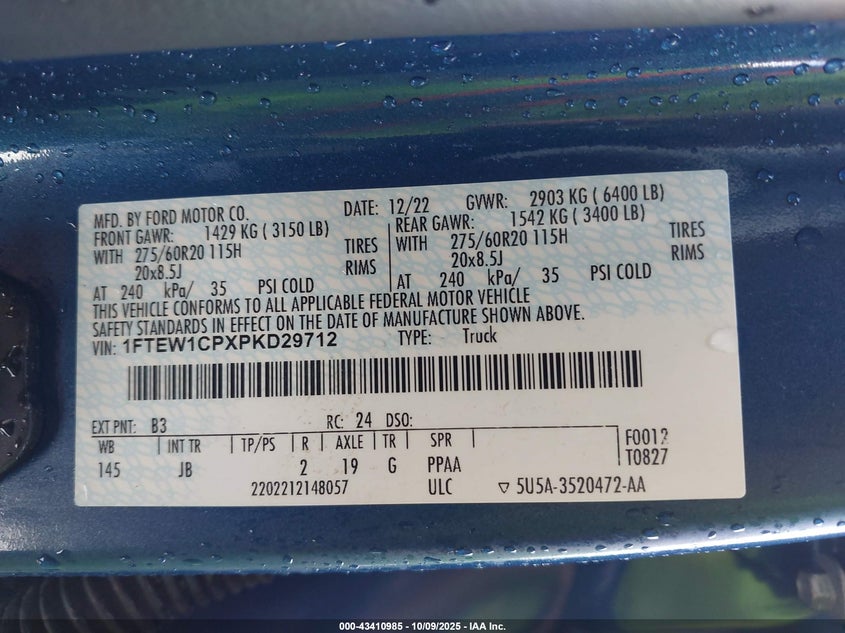 MFD. BY FORD MOTOR CO. DATE: 12/22 GVWR: 2903 KG ( 6400 LB)
FRONT GAWR: 1429 KG ( 3150 LB) REAR GAWR: 1542 KG ( 3400 LB)
WITH 275/60R20 115H TIRES WITH 275/60R20 115H TIRES
20x8.5J RIMS 20x8.5J RIMS
AT 240 kPa/ 35 PSI COLD AT 240 kPa/ 35 PSI COLD
THIS VEHICLE CONFORMS TO ALL APPLICABLE FEDERAL MOTOR VEHICLE
SAFETY STANDARDS IN EFFECT ON THE DATE OF MANUFACTURE SHOWN ABOVE.
VIN: 1FTEW1CPXPKD29712 TYPE: Truck
EXT PNT: B3 RC: 24 DSO:
WB INT TR TP/PS R AXLE TR SPR F0012
145 JB 2 19 G PPAA T0827
2202212148057 ULC ▽ 5U5A-3520472-AA
000-43410985 - 10/09/2025 - IAA Inc.